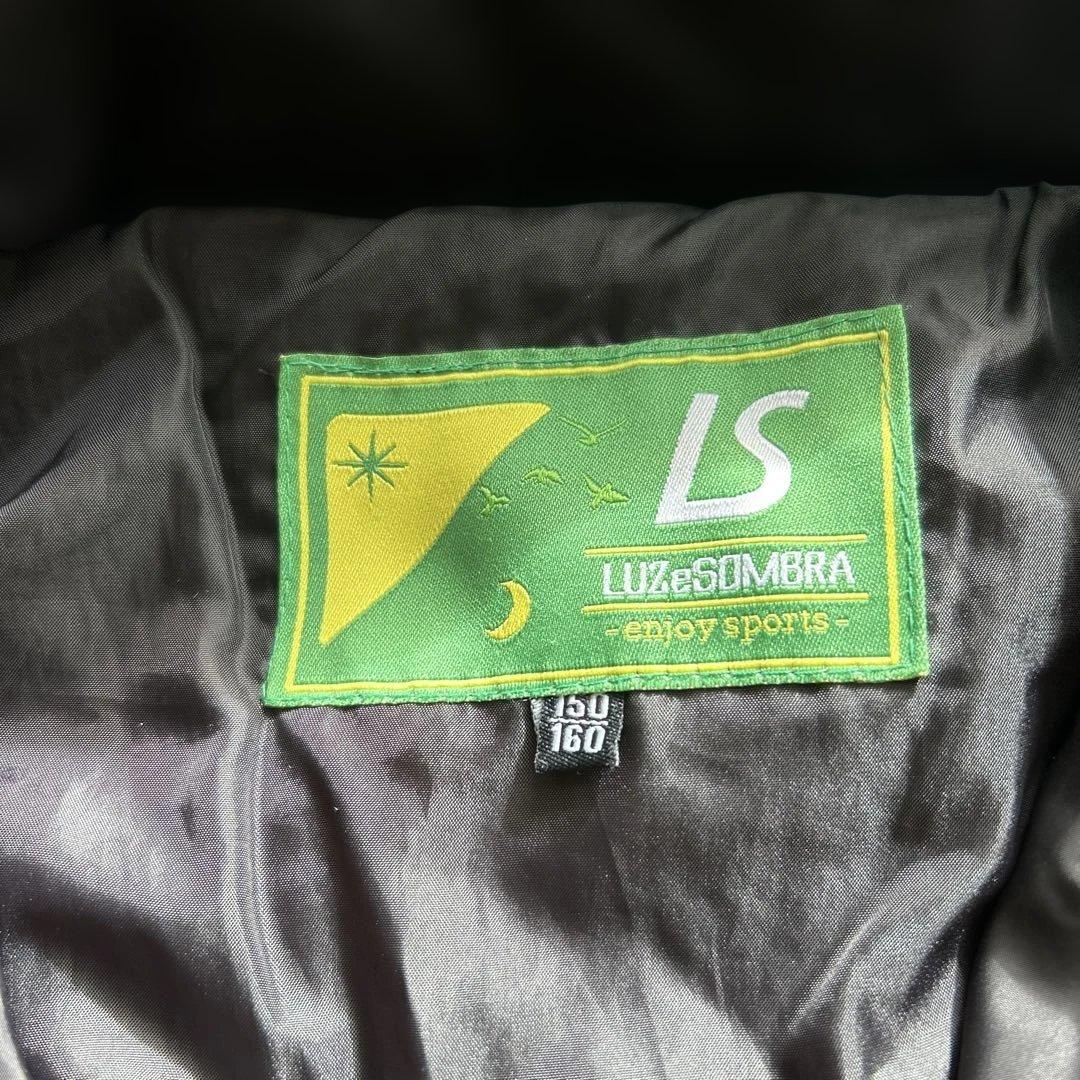 LS
LUZeSOMBRA
-enjoy sports-
150
160